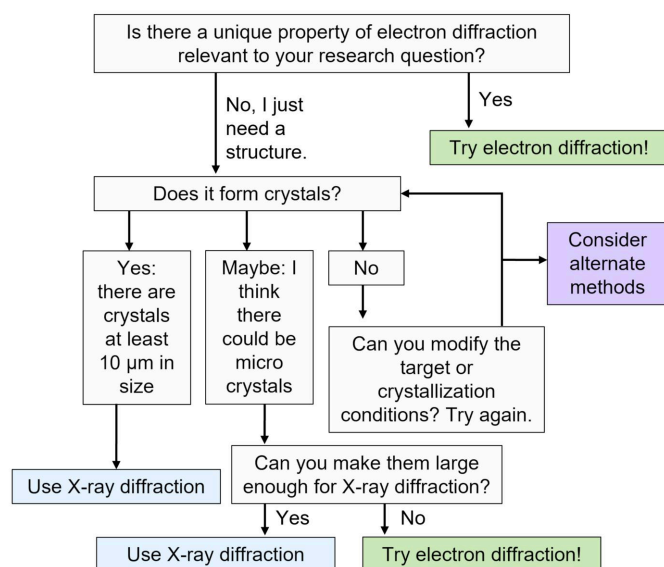 Is there a unique property of electron diffraction
relevant to your research question?
No, I just
need a
structure.
Yes
Try electron diffraction!
Does it form crystals?
Yes:
there are
crystals
at least
10 µm in
size
Maybe: I
think
there
could be
micro
crystals
No
Consider
alternate
methods
Can you modify the
target or
crystallization
conditions? Try again.
Use X-ray diffraction
Can you make them large
enough for X-ray diffraction?
Yes
No
Use X-ray diffraction
Try electron diffraction!